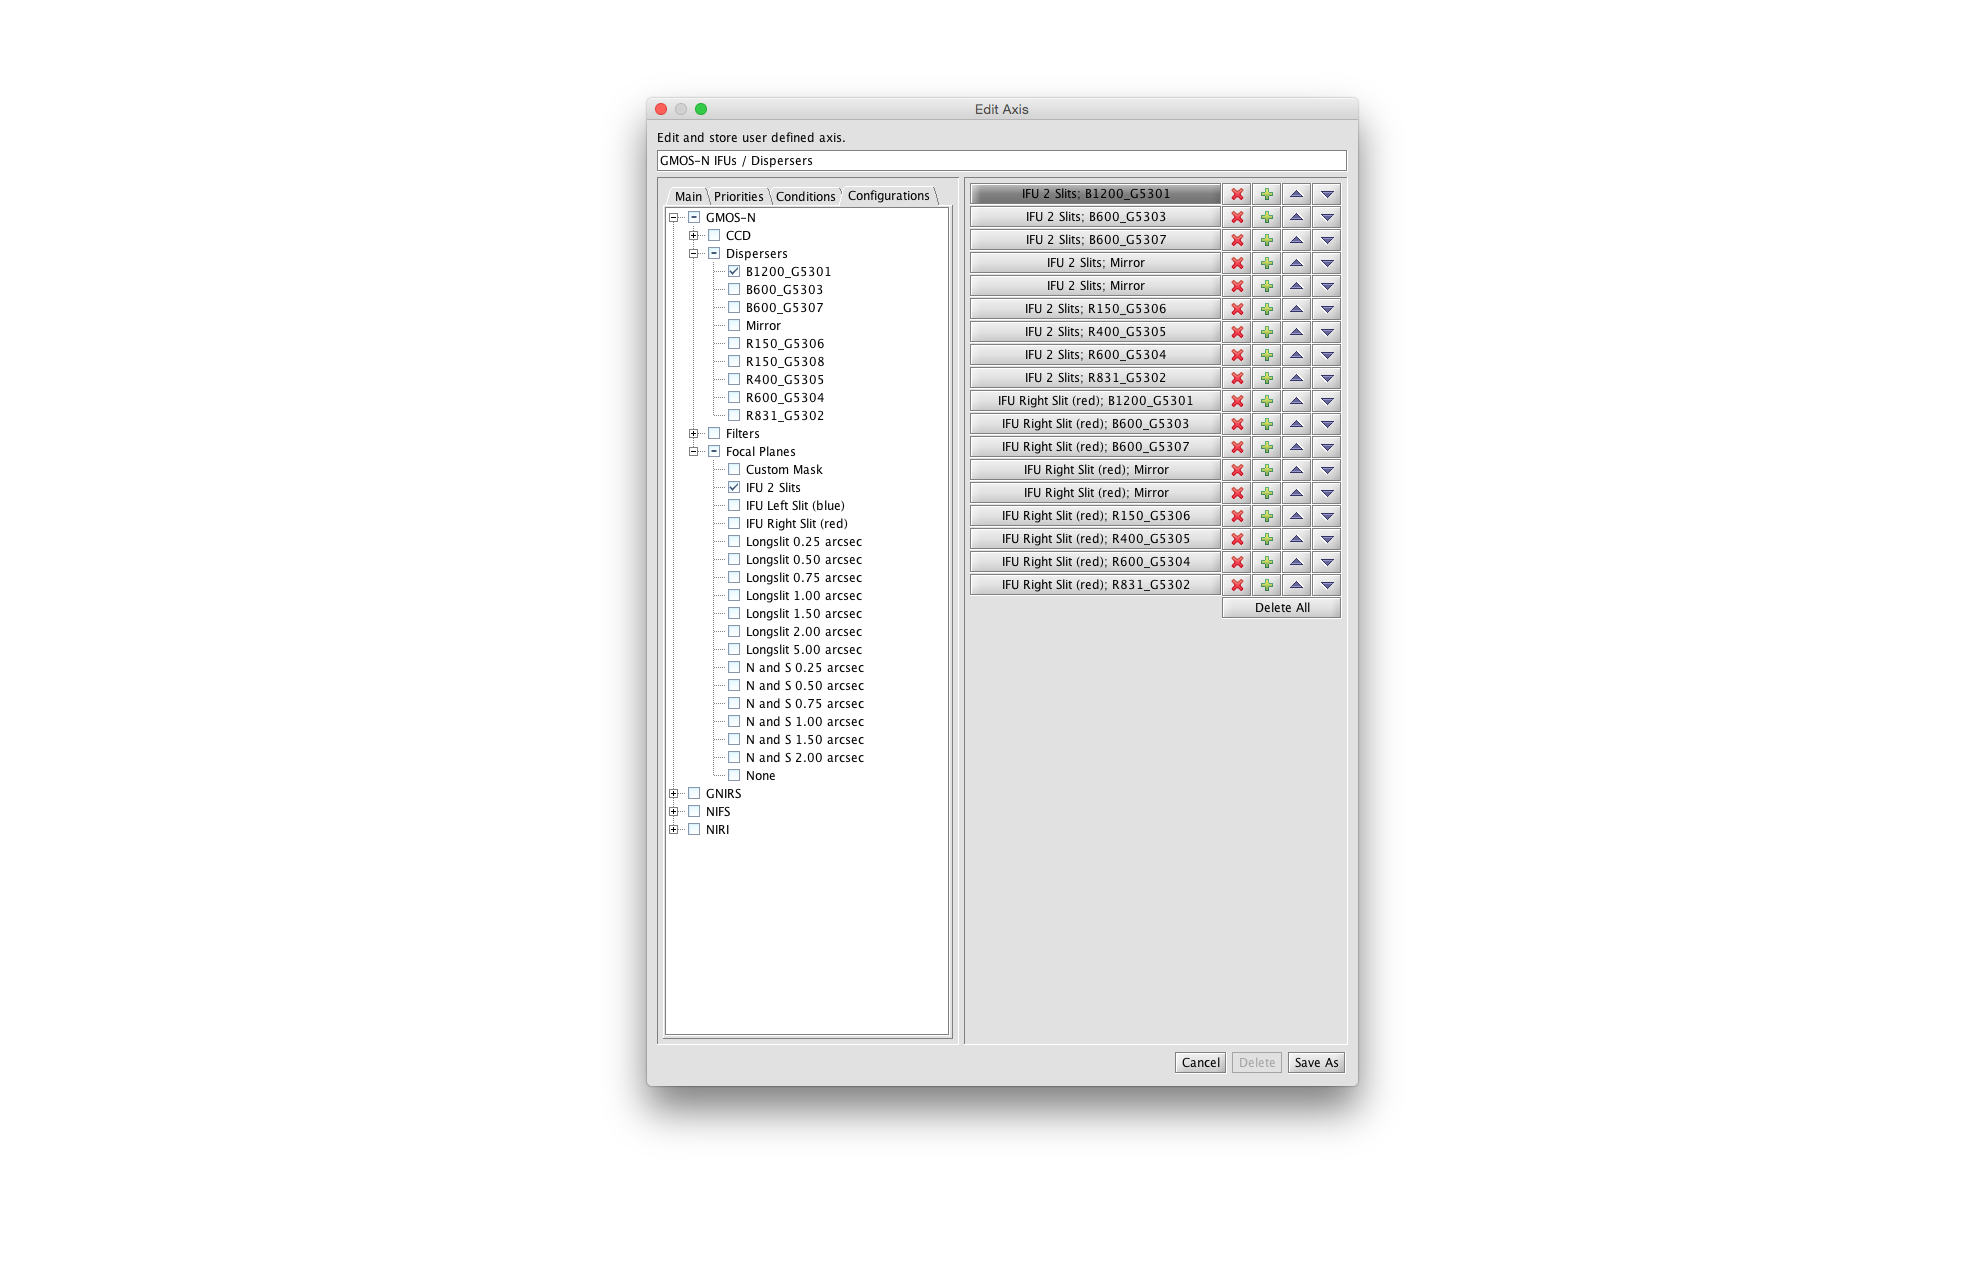 Edit Axis
Edit and store user defined axis.
GMOS-N IFUs / Dispersers
Main
Priorities
Conditions
Configurations
GMOS-N
CCD
Dispersers
B1200_G5301
B600_G5303
B600_G5307
Mirror
R150_G5306
R150_G5308
R400_G5305
R600_G5304
R831_G5302
Filters
Focal Planes
Custom Mask
IFU 2 Slits
IFU Left Slit (blue)
IFU Right Slit (red)
Longslit 0.25 arcsec
Longslit 0.50 arcsec
Longslit 0.75 arcsec
Longslit 1.00 arcsec
Longslit 1.50 arcsec
Longslit 2.00 arcsec
Longslit 5.00 arcsec
N and S 0.25 arcsec
N and S 0.50 arcsec
N and S 0.75 arcsec
N and S 1.00 arcsec
N and S 1.50 arcsec
N and S 2.00 arcsec
None
GNIRS
NIFS
NIRI
IFU 2 Slits; B1200_G5301
IFU 2 Slits; B600_G5303
IFU 2 Slits; B600_G5307
IFU 2 Slits; Mirror
IFU 2 Slits; Mirror
IFU 2 Slits; R150_G5306
IFU 2 Slits; R400_G5305
IFU 2 Slits; R600_G5304
IFU 2 Slits; R831_G5302
IFU Right Slit (red); B1200_G5301
IFU Right Slit (red); B600_G5303
IFU Right Slit (red); B600_G5307
IFU Right Slit (red); Mirror
IFU Right Slit (red); Mirror
IFU Right Slit (red); R150_G5306
IFU Right Slit (red); R400_G5305
IFU Right Slit (red); R600_G5304
IFU Right Slit (red); R831_G5302
Delete All
Cancel
Delete
Save As